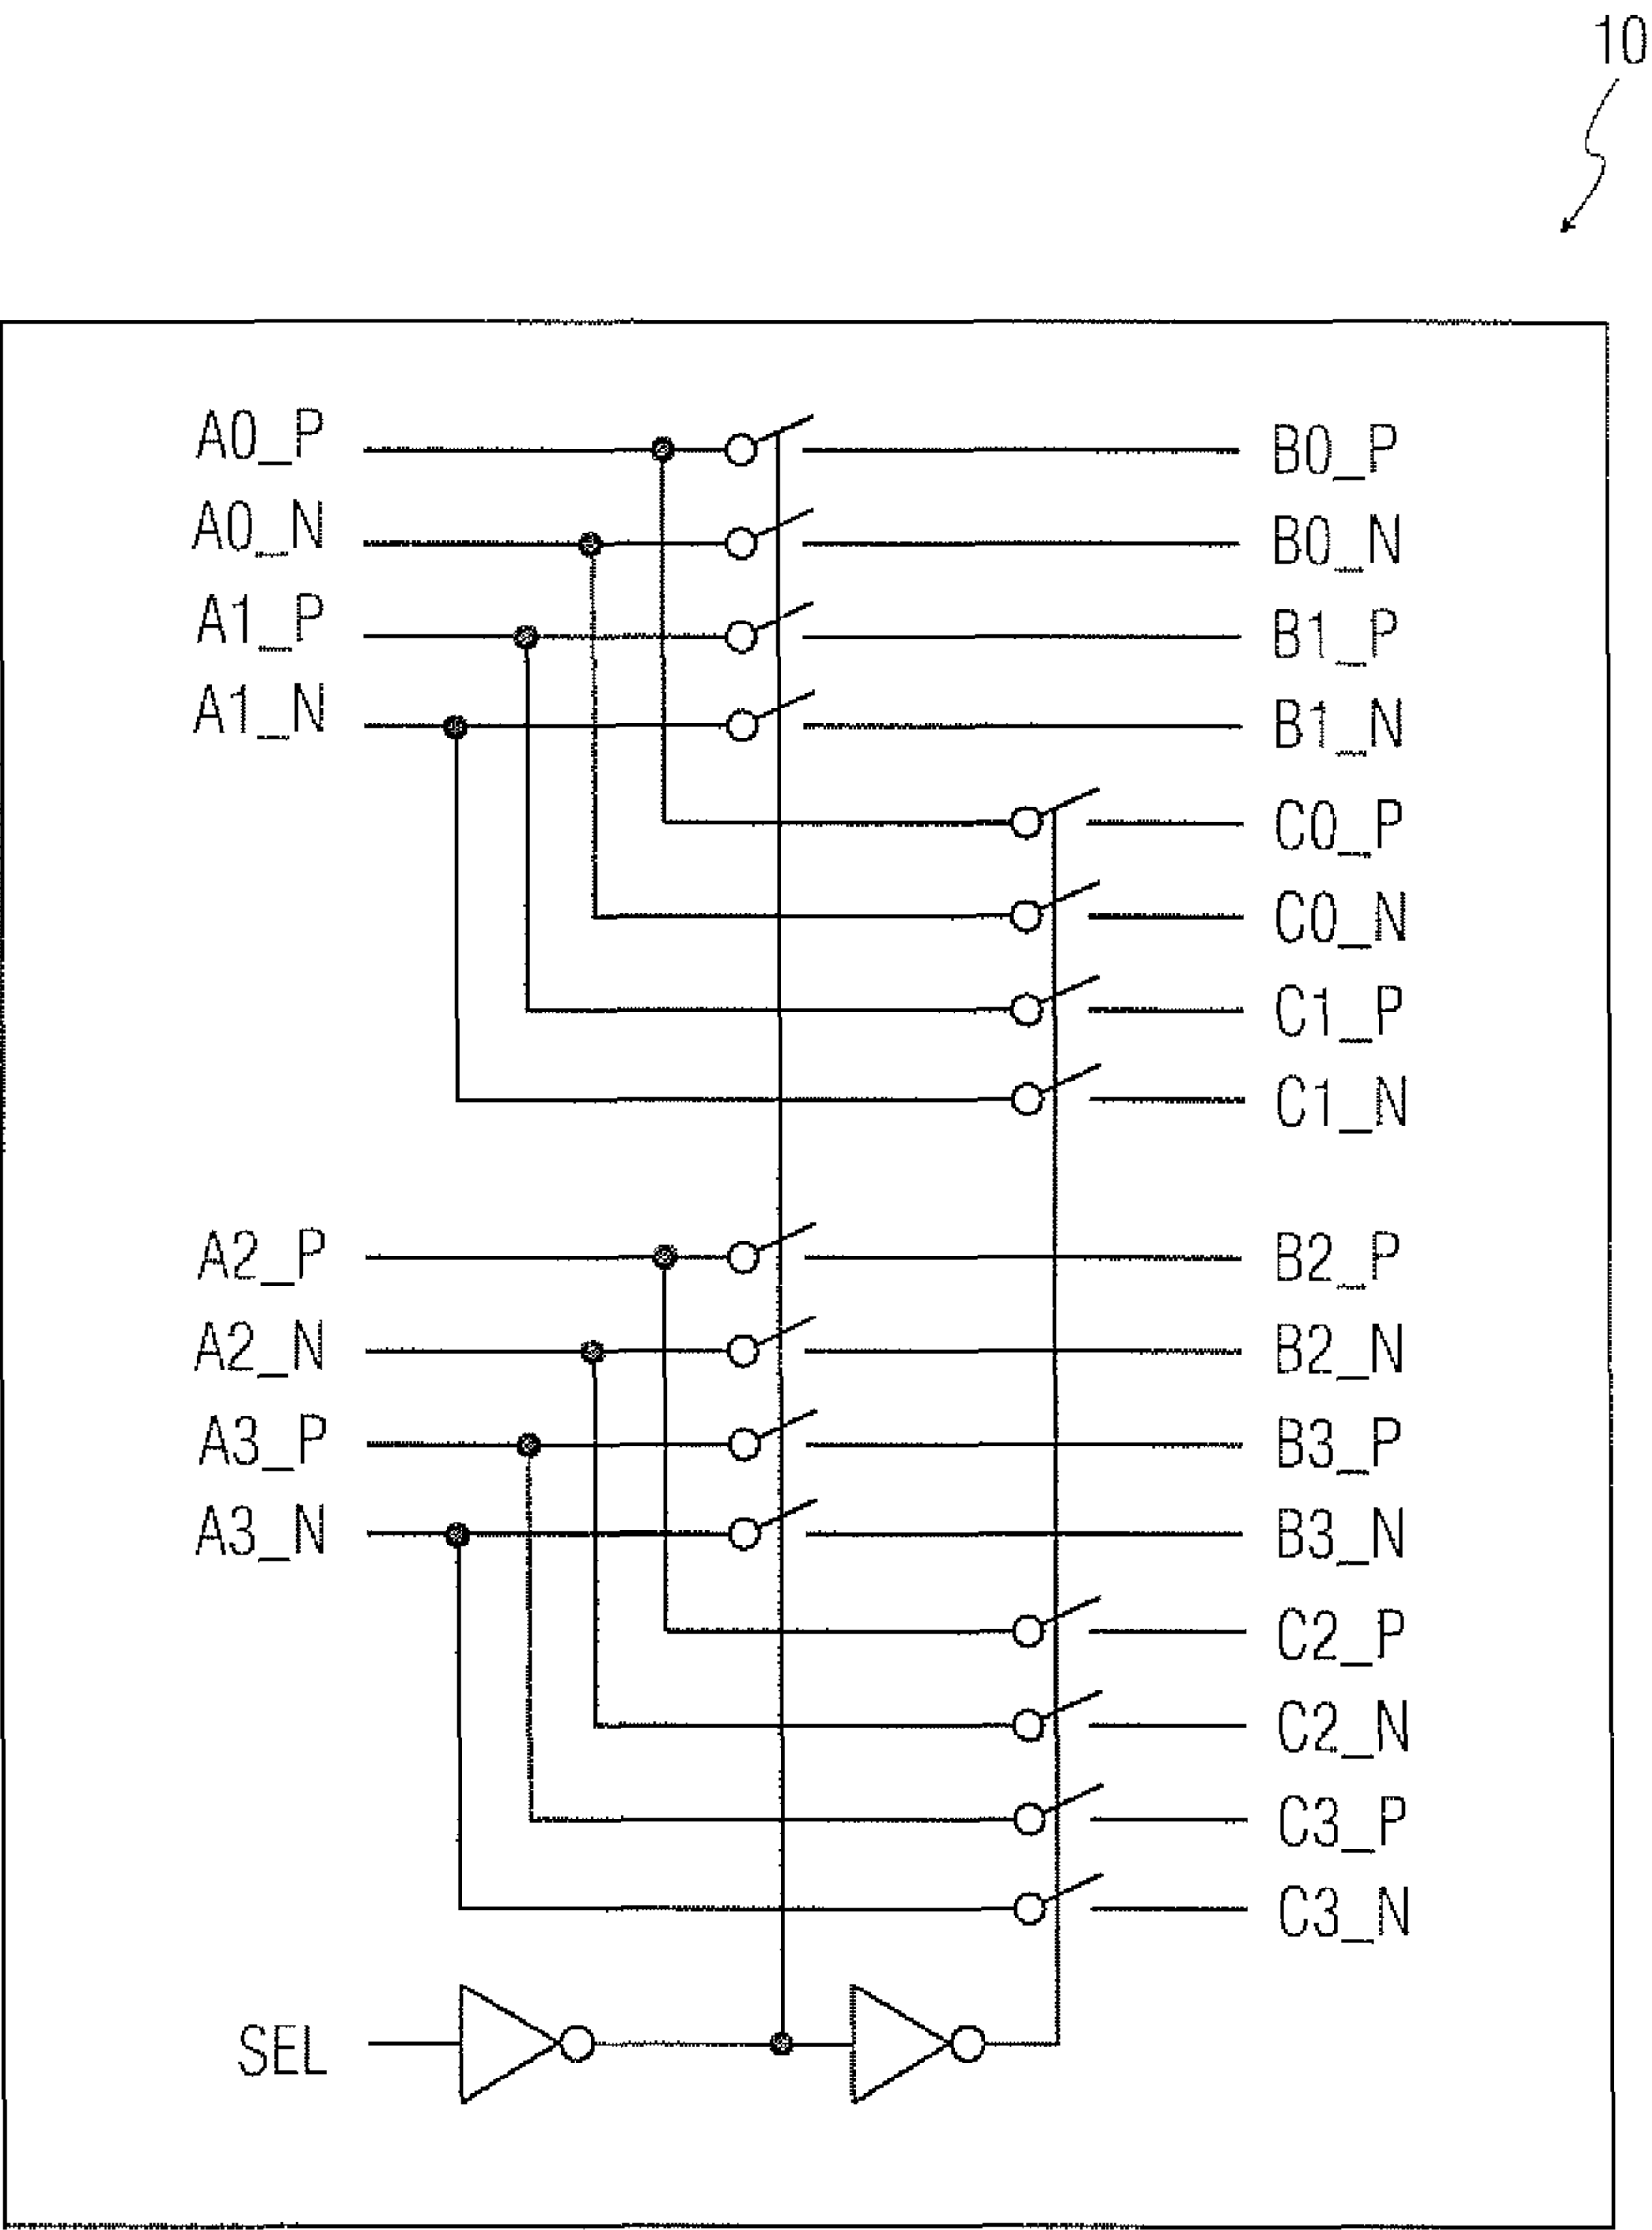 10
A0_P B0_P
A0_N B0_N
A1_P B1_P
A1_N B1_N
C0_P
C0_N
C1_P
C1_N
A2_P B2_P
A2_N B2_N
A3_P B3_P
A3_N B3_N
C2_P
C2_N
C3_P
C3_N
SEL